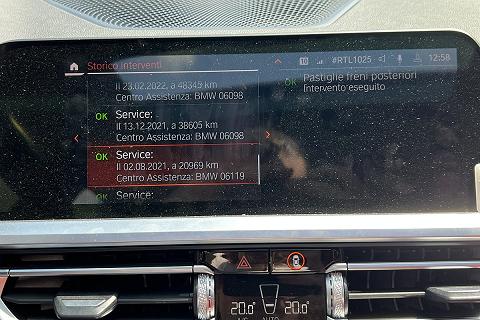 Storico interventi
10 #RTL1025 12:58
Il 23.02.2022, a 48345 km
Centro Assistenza: BMW 06098
OK Service:
Il 13.12.2021, a 38605 km
Centro Assistenza: BMW 06098
OK Service:
Il 02.08.2021, a 20969 km
Centro Assistenza: BMW 06119
OK Service:
OK Pastiglie freni posteriori
Intervento eseguito
20.0 20.0
A/C AUTO